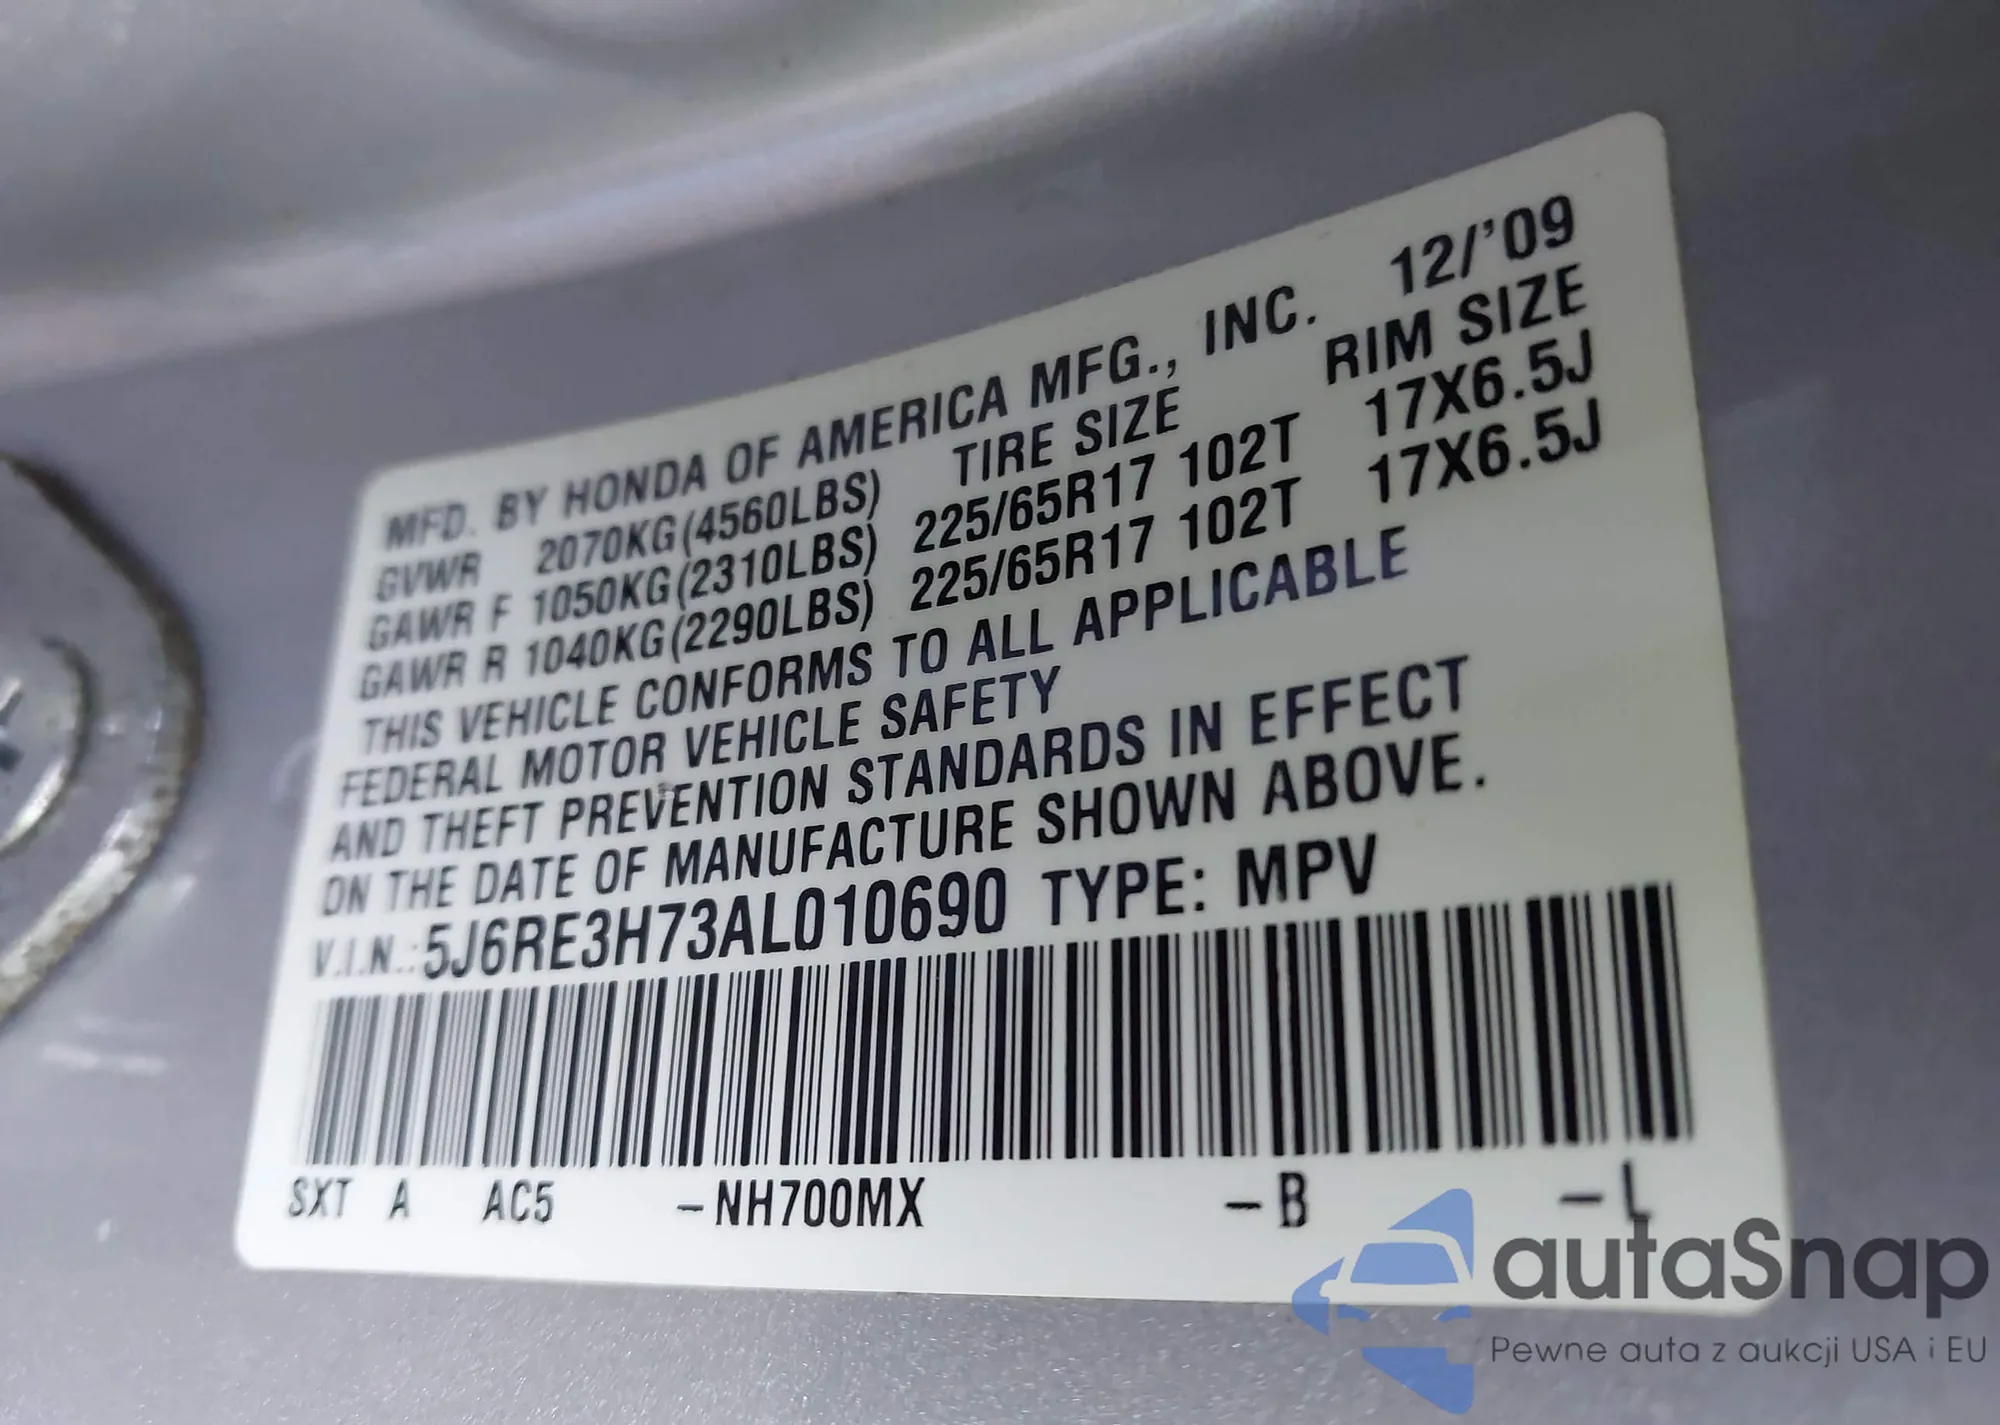 MFD. BY HONDA OF AMERICA MFG., INC. 12/'09
GVWR 2070KG(4560LBS) TIRE SIZE RIM SIZE
GAWR F 1050KG(2310LBS) 225/65R17 102T 17X6.5J
GAWR R 1040KG(2290LBS) 225/65R17 102T 17X6.5J
THIS VEHICLE CONFORMS TO ALL APPLICABLE
FEDERAL MOTOR VEHICLE SAFETY
AND THEFT PREVENTION STANDARDS IN EFFECT
ON THE DATE OF MANUFACTURE SHOWN ABOVE.
V.I.N.: 5J6RE3H73AL010690 TYPE: MPV
SXT A AC5 -NH700MX -B -L
autaSnap
Pewne auta z aukcji USA i EU